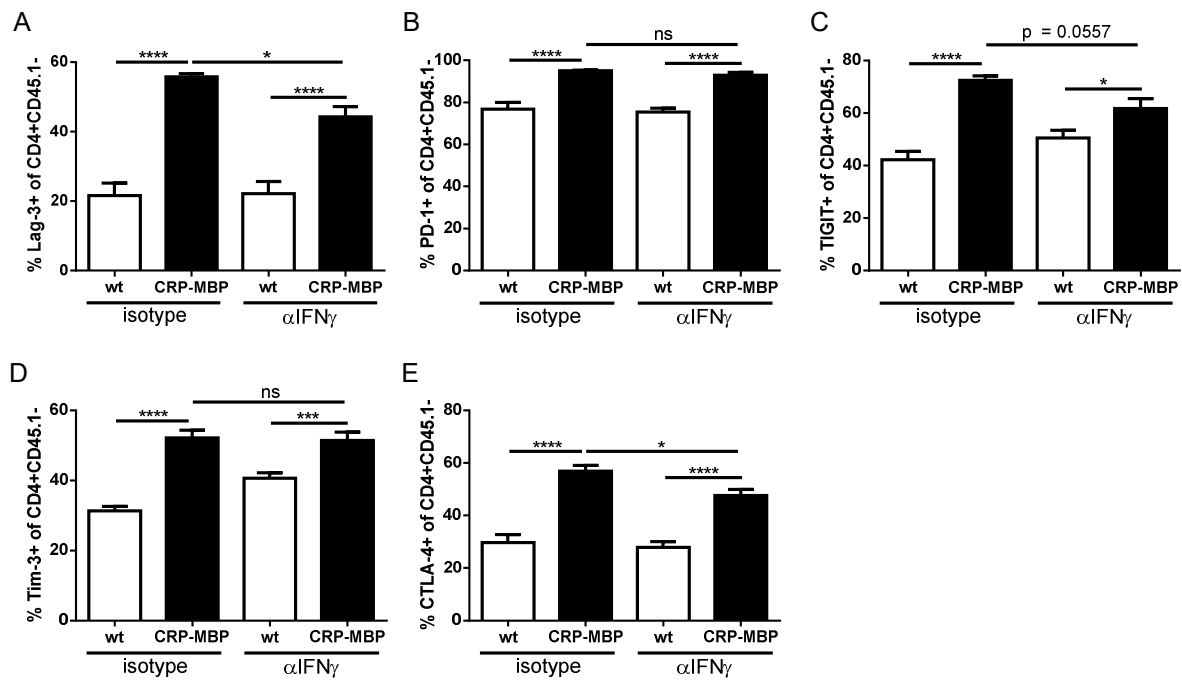 A
% Lag-3+ of CD4+CD45.1-
60
40
20
0
****
*
****
wt
CRP-MBP
wt
CRP-MBP
isotype
αIFNγ
B
% PD-1+ of CD4+CD45.1-
100
80
60
40
20
0
****
ns
****
wt
CRP-MBP
wt
CRP-MBP
isotype
αIFNγ
C
% TIGIT+ of CD4+CD45.1-
80
60
40
20
0
****
p = 0.0557
*
wt
CRP-MBP
wt
CRP-MBP
isotype
αIFNγ
D
% Tim-3+ of CD4+CD45.1-
60
40
20
0
****
ns
***
wt
CRP-MBP
wt
CRP-MBP
isotype
αIFNγ
E
% CTLA-4+ of CD4+CD45.1-
80
60
40
20
0
****
*
****
wt
CRP-MBP
wt
CRP-MBP
isotype
αIFNγ